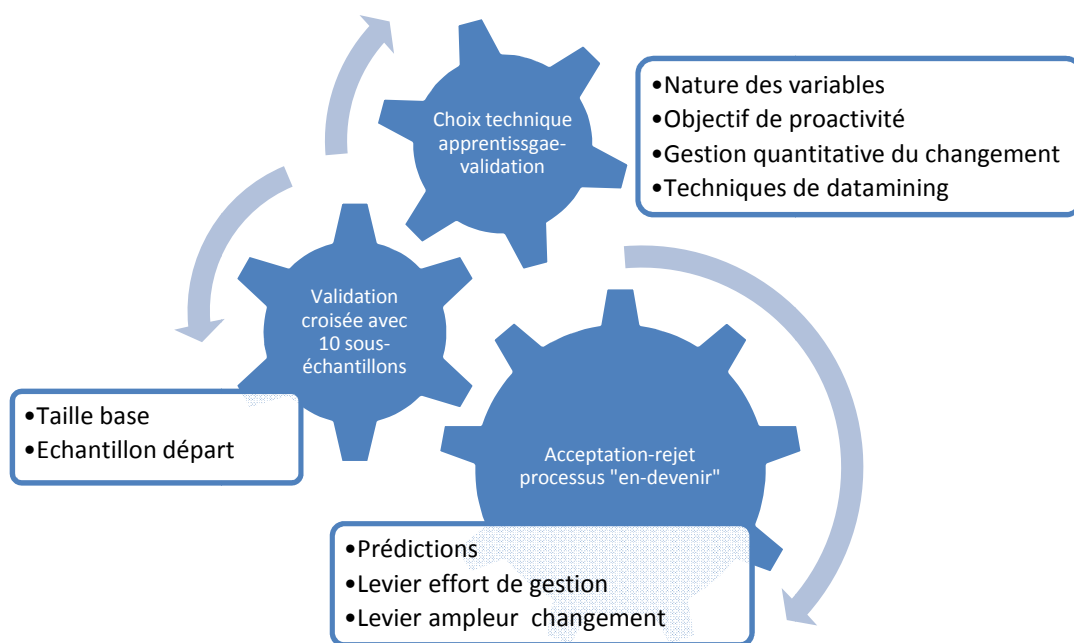 Choix technique
apprentissgae-
validation
•Nature des variables
•Objectif de proactivité
•Gestion quantitative du changement
•Techniques de datamining
Validation
croisée avec
10 sous-
échantillons
•Taille base
•Echantillon départ
Acceptation-rejet
processus "en-devenir"
•Prédictions
•Levier effort de gestion
•Levier ampleur changement